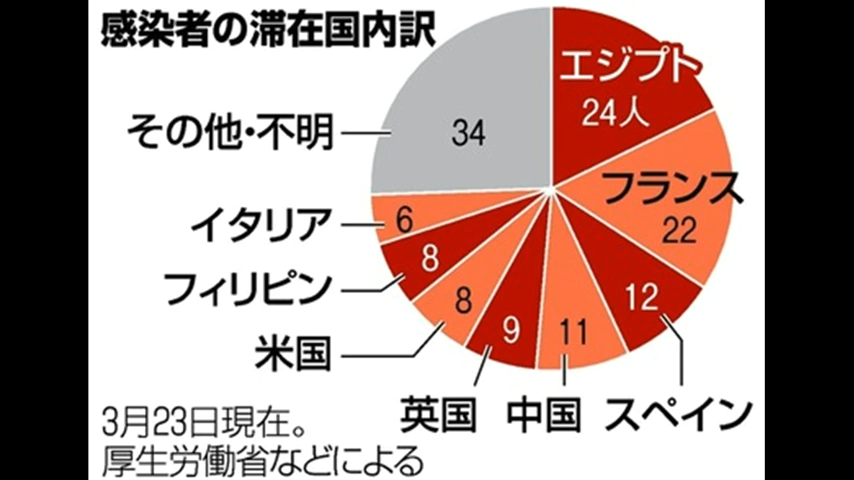 感染者の滞在国内訳
エジプト
24人
フランス
22
スペイン
12
中国
11
英国
9
米国
8
フィリピン
8
イタリア
6
その他・不明
34
3月23日現在。
厚生労働省などによる